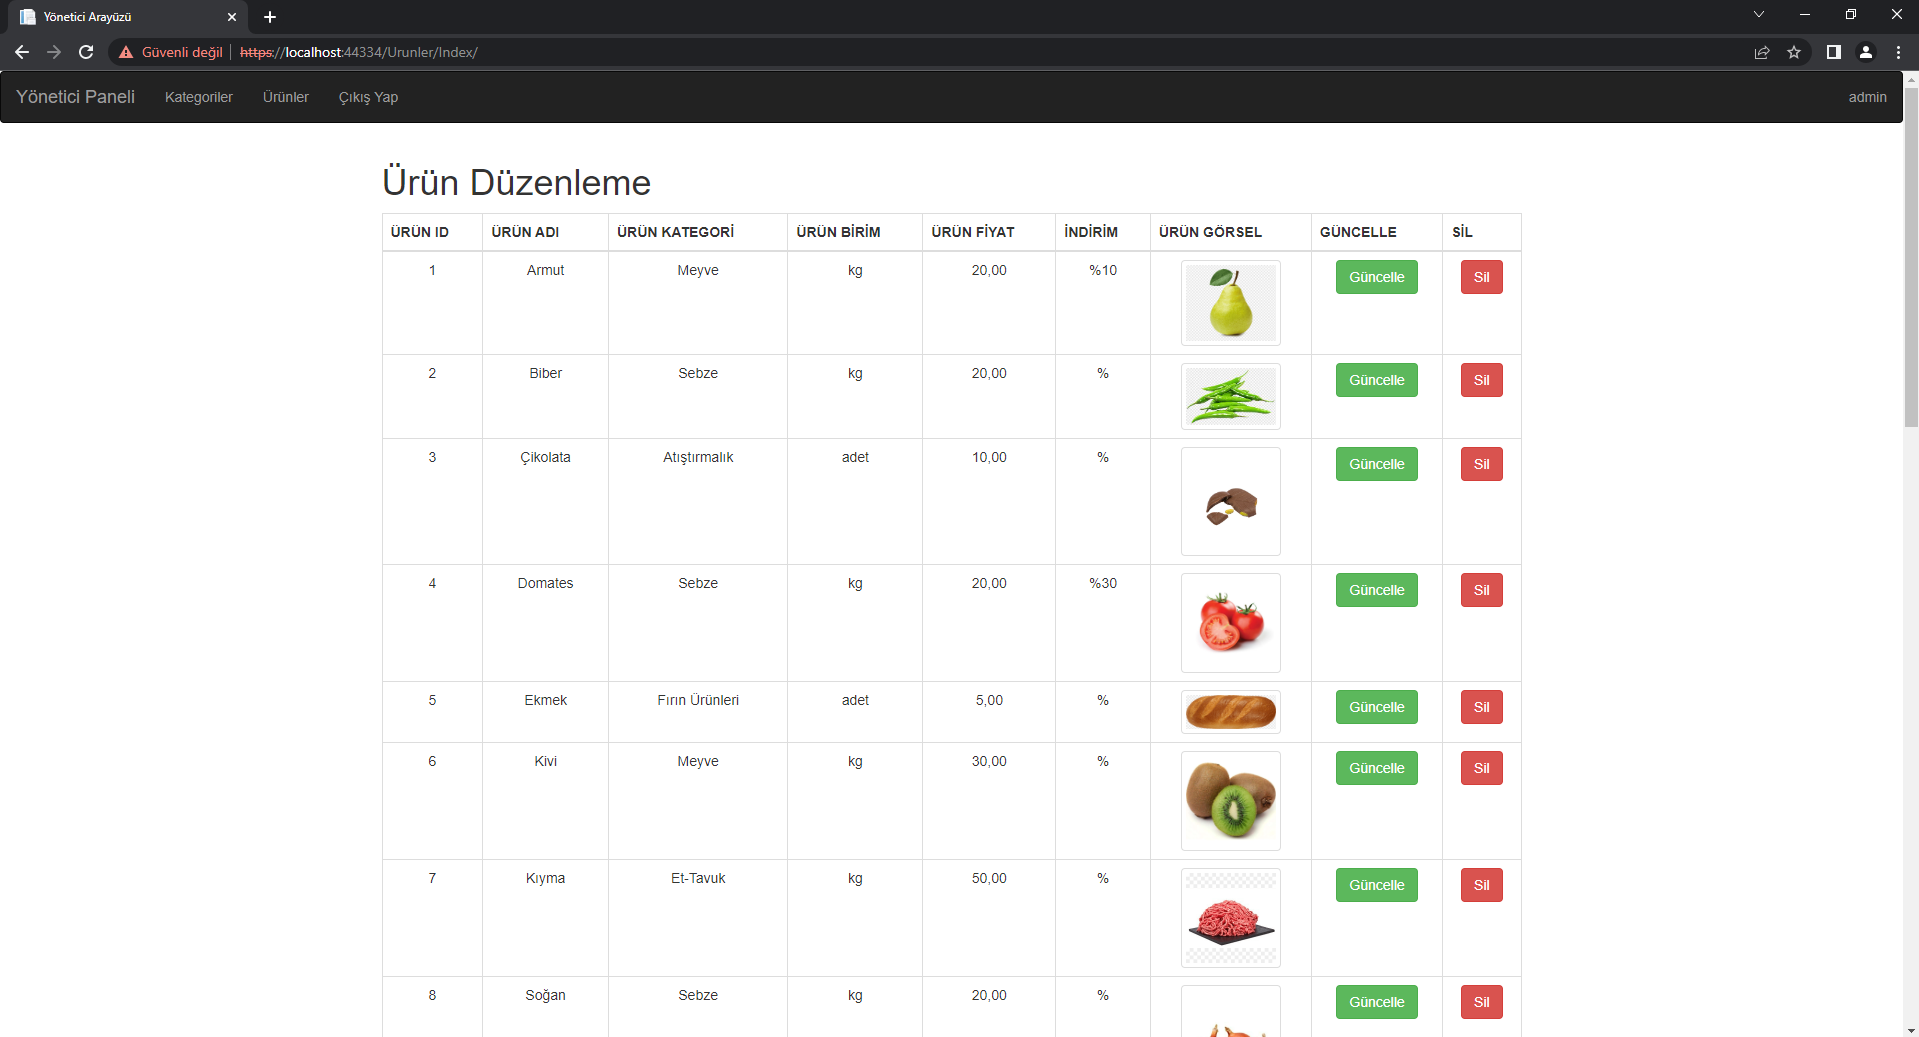 Yönetici Arayüzü
Güvenli değil https://localhost:44334/Urunler/Index/
Yönetici Paneli Kategoriler Ürünler Çıkış Yap admin
Ürün Düzenleme
ÜRÜN ID ÜRÜN ADI ÜRÜN KATEGORİ ÜRÜN BİRİM ÜRÜN FİYAT İNDİRİM ÜRÜN GÖRSEL GÜNCELLE SİL
1 Armut Meyve kg 20,00 %10 Güncelle Sil
2 Biber Sebze kg 20,00 % Güncelle Sil
3 Çikolata Atıştırmalık adet 10,00 % Güncelle Sil
4 Domates Sebze kg 20,00 %30 Güncelle Sil
5 Ekmek Fırın Ürünleri adet 5,00 % Güncelle Sil
6 Kivi Meyve kg 30,00 % Güncelle Sil
7 Kıyma Et-Tavuk kg 50,00 % Güncelle Sil
8 Soğan Sebze kg 20,00 % Güncelle Sil